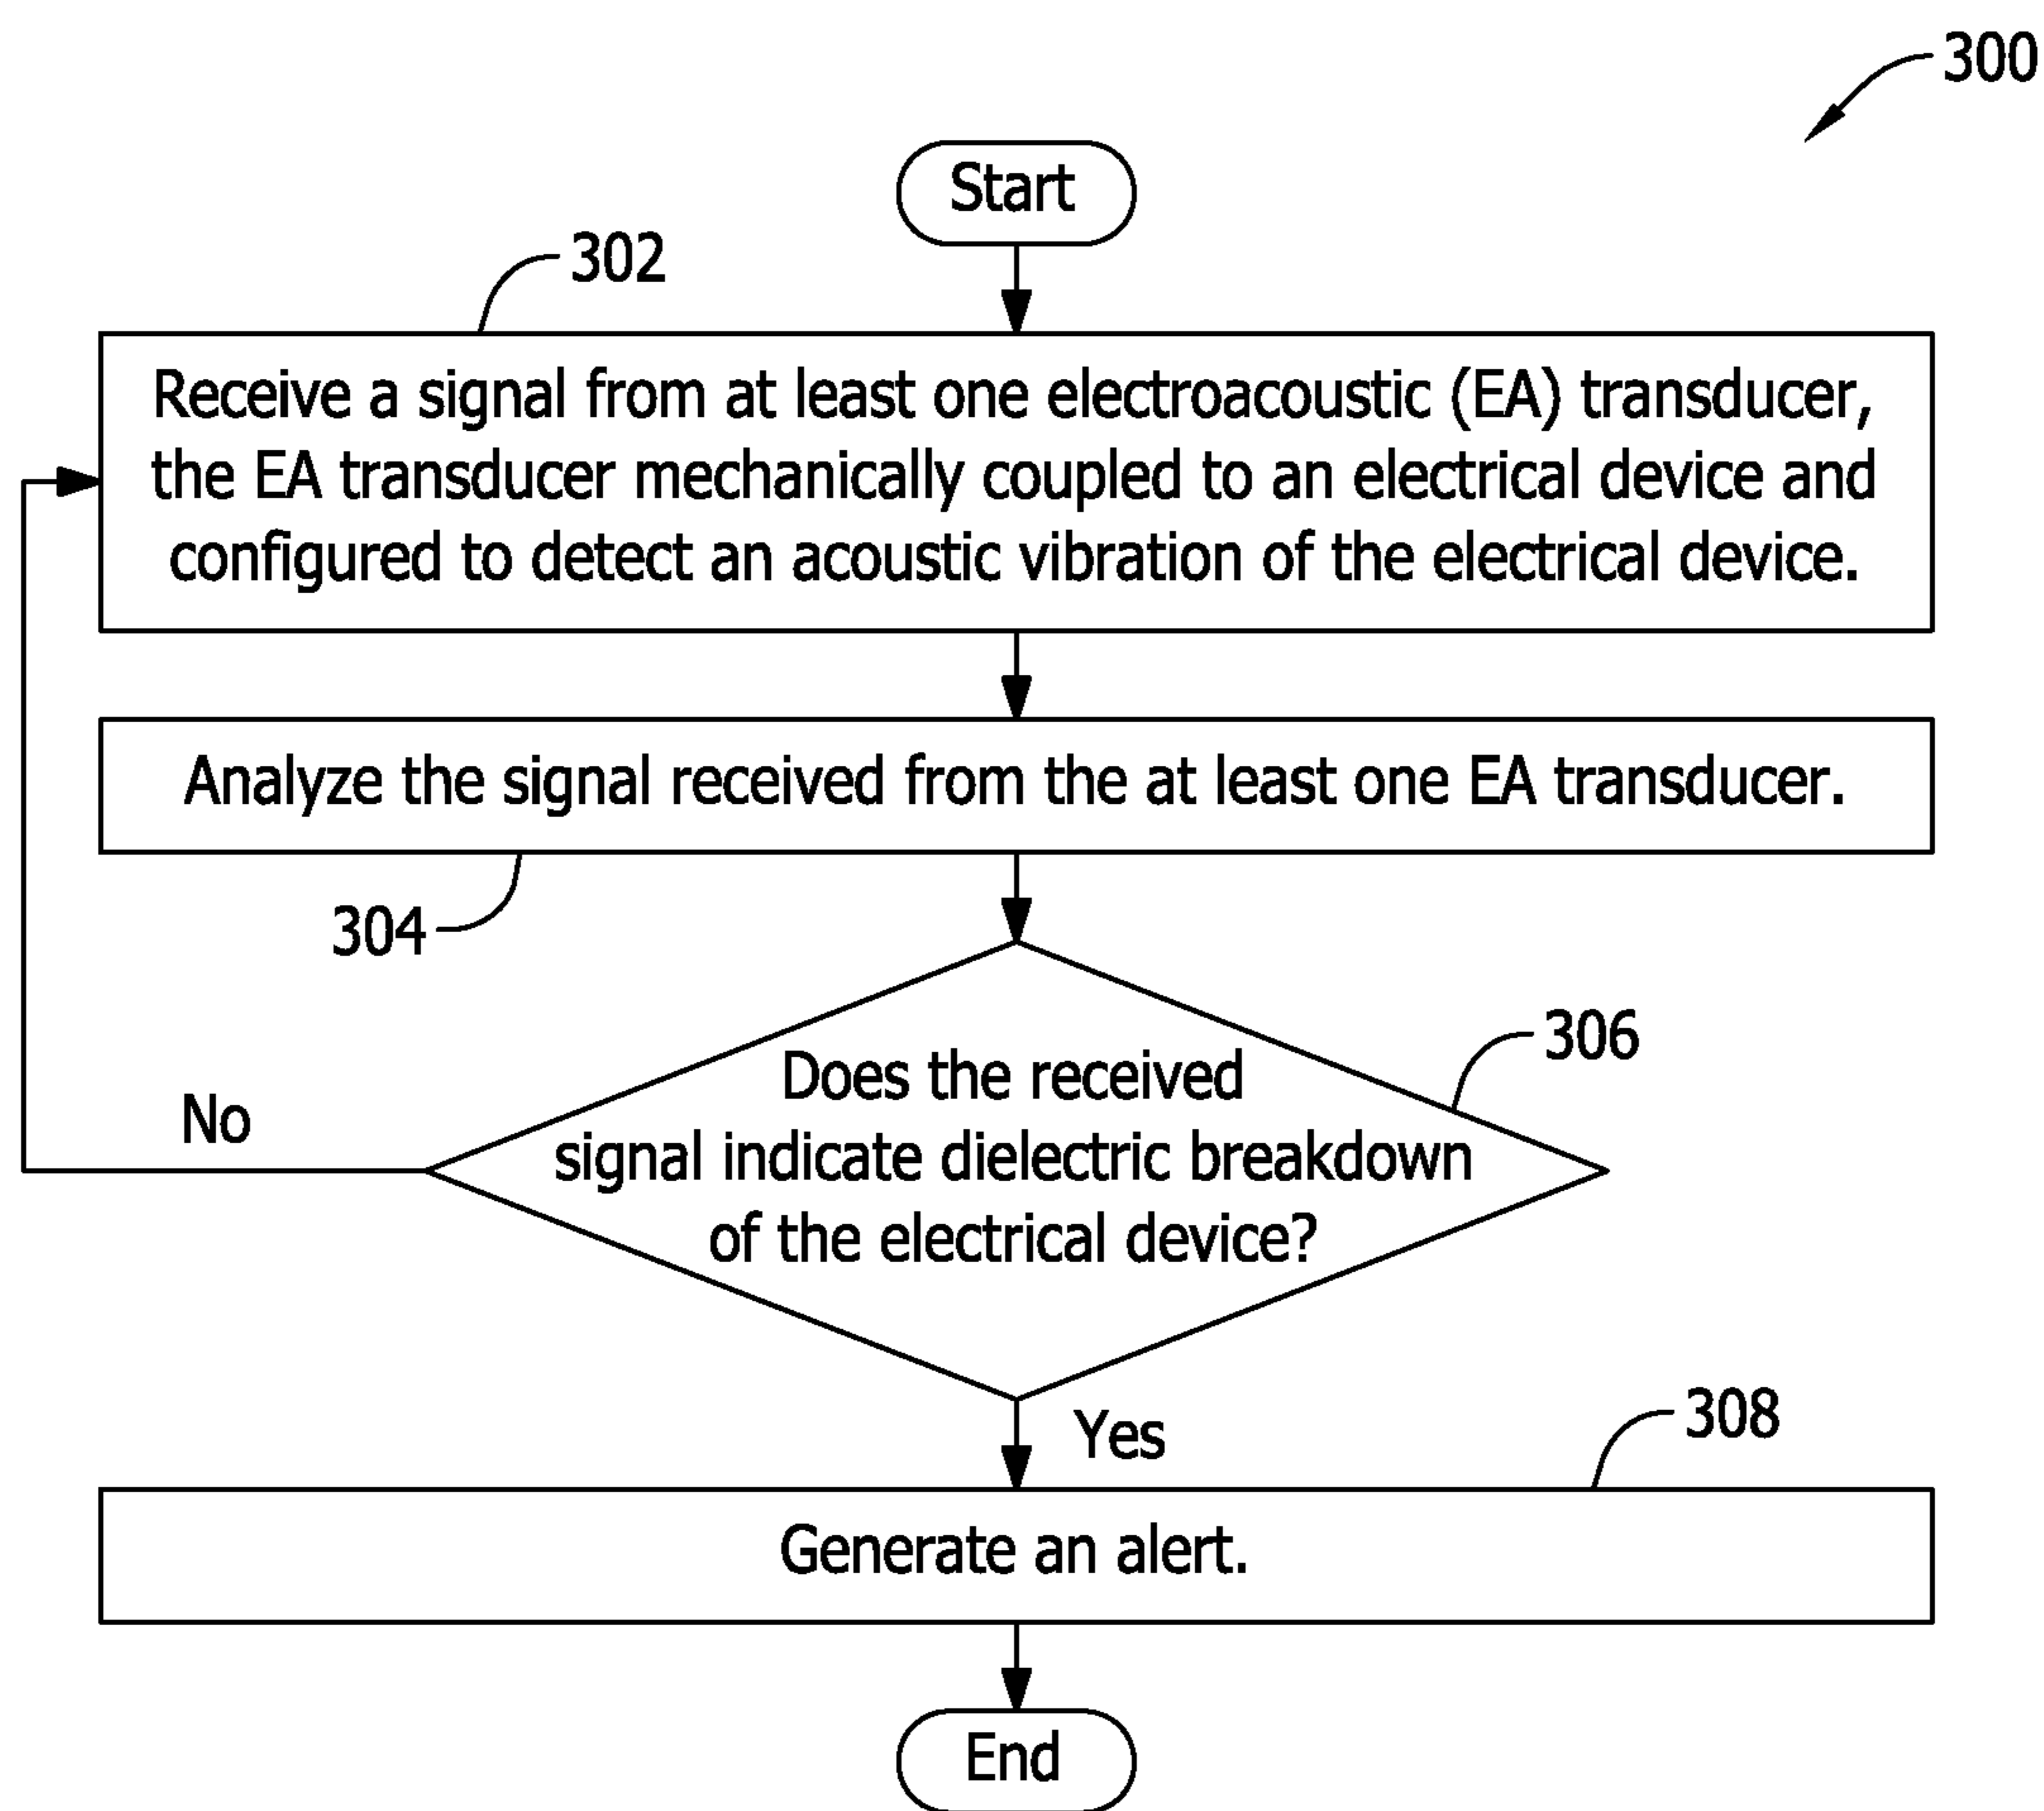 300
Start
302
Receive a signal from at least one electroacoustic (EA) transducer,
the EA transducer mechanically coupled to an electrical device and
configured to detect an acoustic vibration of the electrical device.
Analyze the signal received from the at least one EA transducer.
304
306
Does the received
signal indicate dielectric breakdown
of the electrical device?
No
Yes
308
Generate an alert.
End